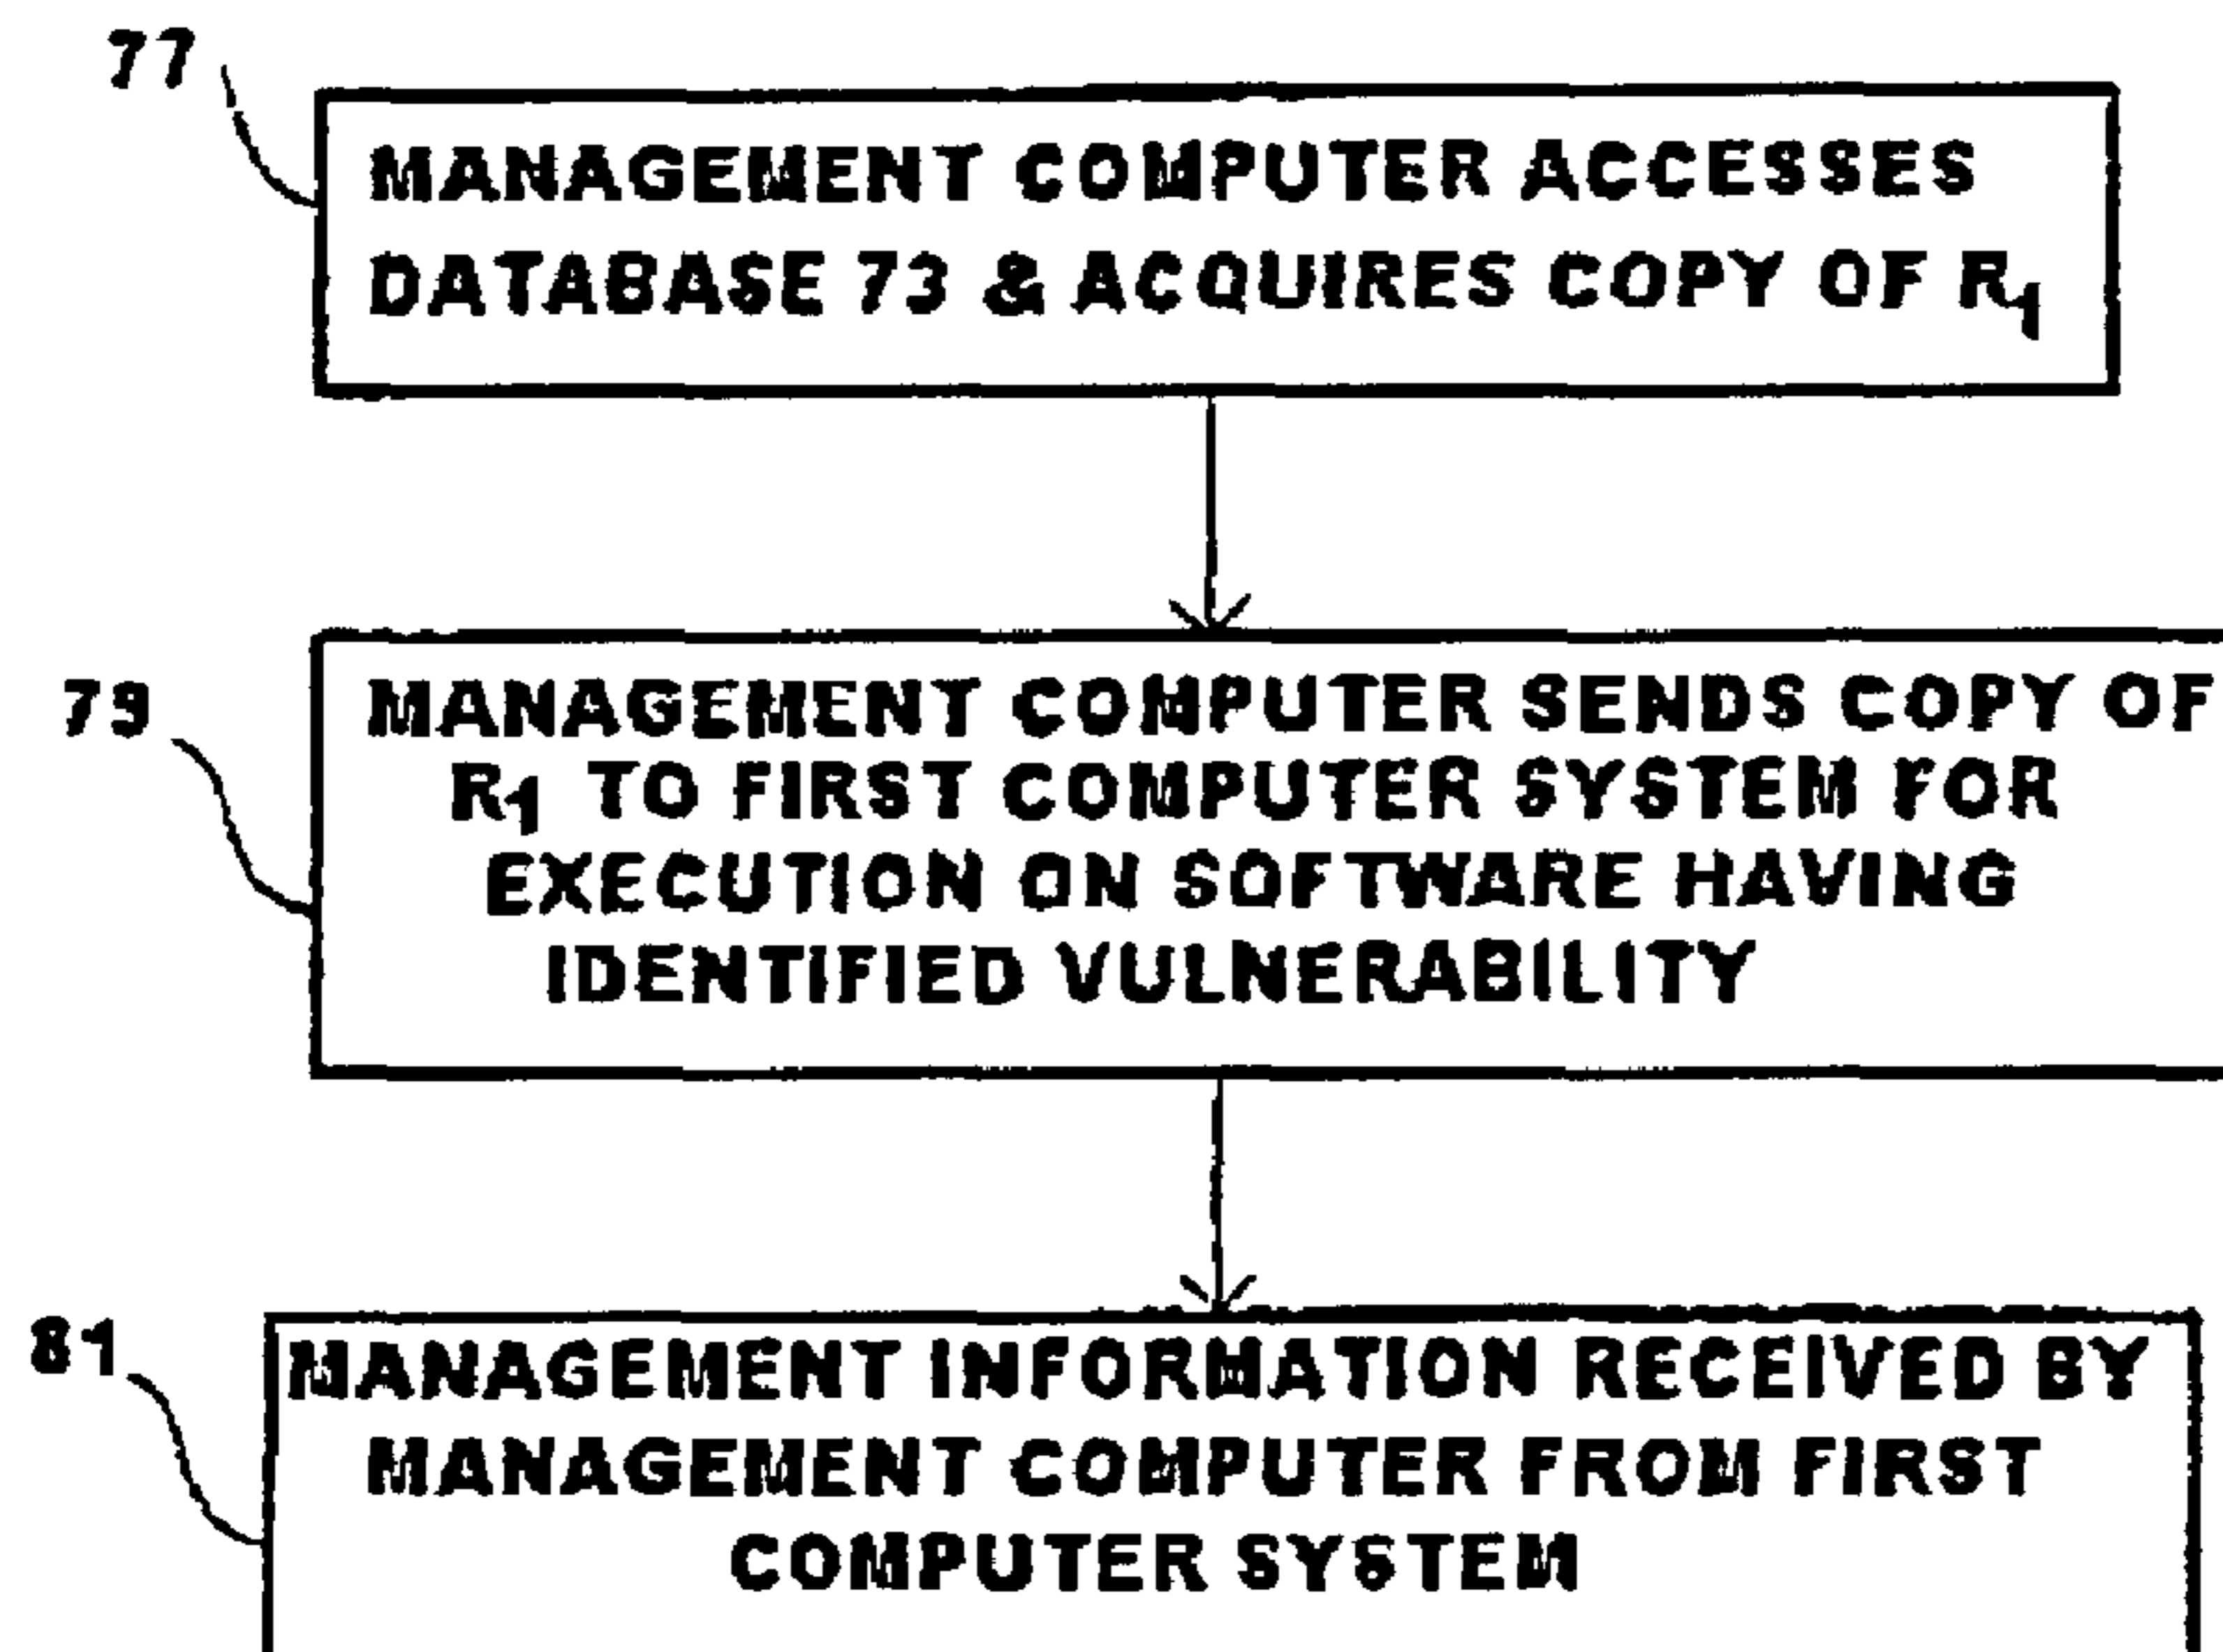 77
MANAGEMENT COMPUTER ACCESSES
DATABASE 73 & ACQUIRES COPY OF R₁
79
MANAGEMENT COMPUTER SENDS COPY OF
R₁ TO FIRST COMPUTER SYSTEM FOR
EXECUTION ON SOFTWARE HAVING
IDENTIFIED VULNERABILITY
81
MANAGEMENT INFORMATION RECEIVED BY
MANAGEMENT COMPUTER FROM FIRST
COMPUTER SYSTEM